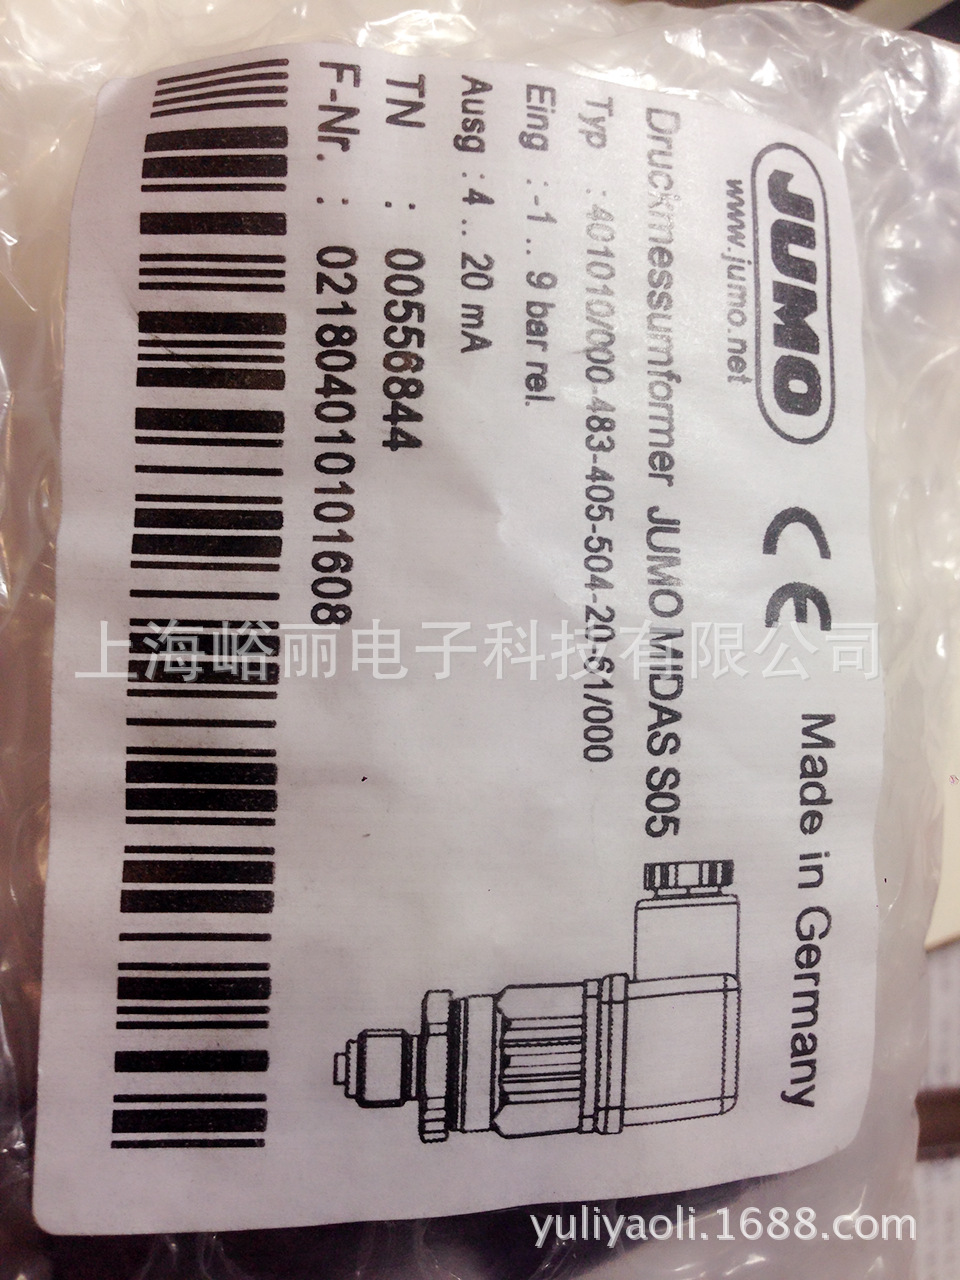 JUMO
www.jumo.net
CE
Made in Germany
Druckmessumformer JUMO MIDAS S05
Typ : 401010/000-483-405-504-20-61/000
Eing : -1 .. 9 bar rel.
Ausg : 4 .. 20 mA
TN : 00556844
F-Nr. : 0218040101101608
上海峪丽电子科技有限公司
yuliyaoli.1688.com